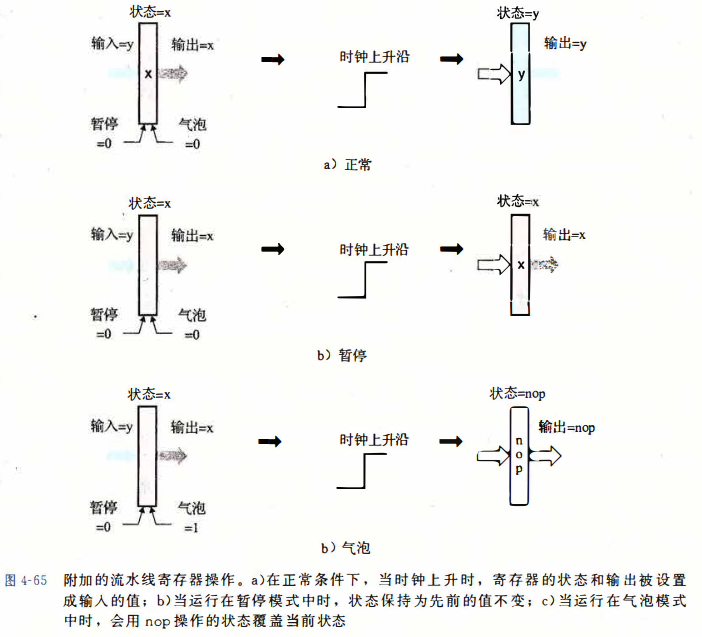 状态=x
状态=y
输入=y
输出=x
时钟上升沿
输出=y
x
y
暂停
=0
气泡
=0
a）正常
状态=x
状态=x
输入=y
输出=x
时钟上升沿
输出=x
x
暂停
=0
气泡
=0
b）暂停
状态=x
状态=nop
输入=y
输出=x
时钟上升沿
输出=nop
nop
暂停
=0
气泡
=1
b）气泡
图 4-65 附加的流水线寄存器操作。a)在正常条件下，当时钟上升时，寄存器的状态和输出被设置
成输入的值；b)当运行在暂停模式中时，状态保持为先前的值不变；c)当运行在气泡模式
中时，会用 nop 操作的状态覆盖当前状态